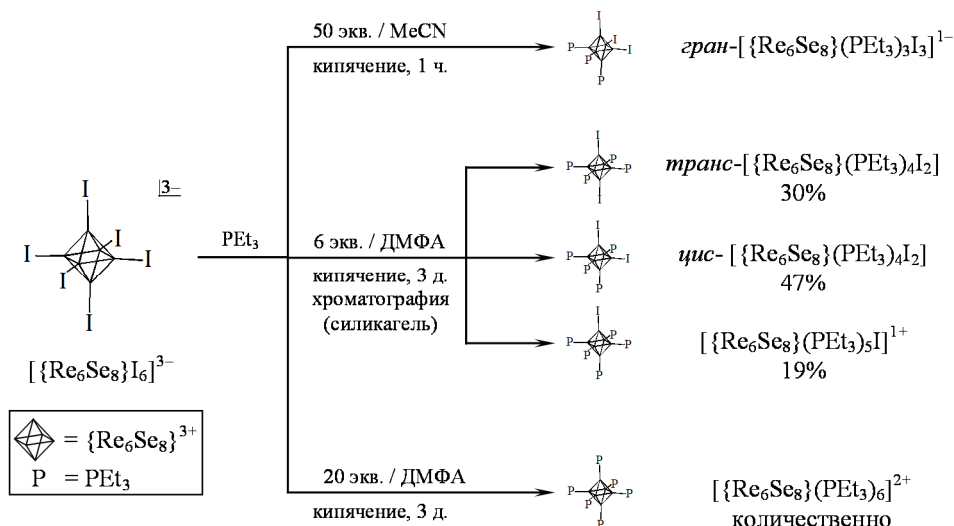 50 экв. / MeCN
кипячение, 1 ч.
I
P I I
P
P
гран-[{Re₆Se₈}(PEt₃)₃I₃]¹⁻
I
P P P
P
I
транс-[{Re₆Se₈}(PEt₃)₄I₂]
30%
|3–
I
I I I
I
I
PEt₃
6 экв. / ДМФА
кипячение, 3 д.
хроматография
(силикагель)
I
P P I
P
P
цис- [{Re₆Se₈}(PEt₃)₄I₂]
47%
I
P P P
P
P
[{Re₆Se₈}(PEt₃)₅I]¹⁺
19%
[{Re₆Se₈}I₆]³⁻
= {Re₆Se₈}³⁺
P = PEt₃
20 экв. / ДМФА
кипячение, 3 д.
P
P P P
P
P
[{Re₆Se₈}(PEt₃)₆]²⁺
количественно